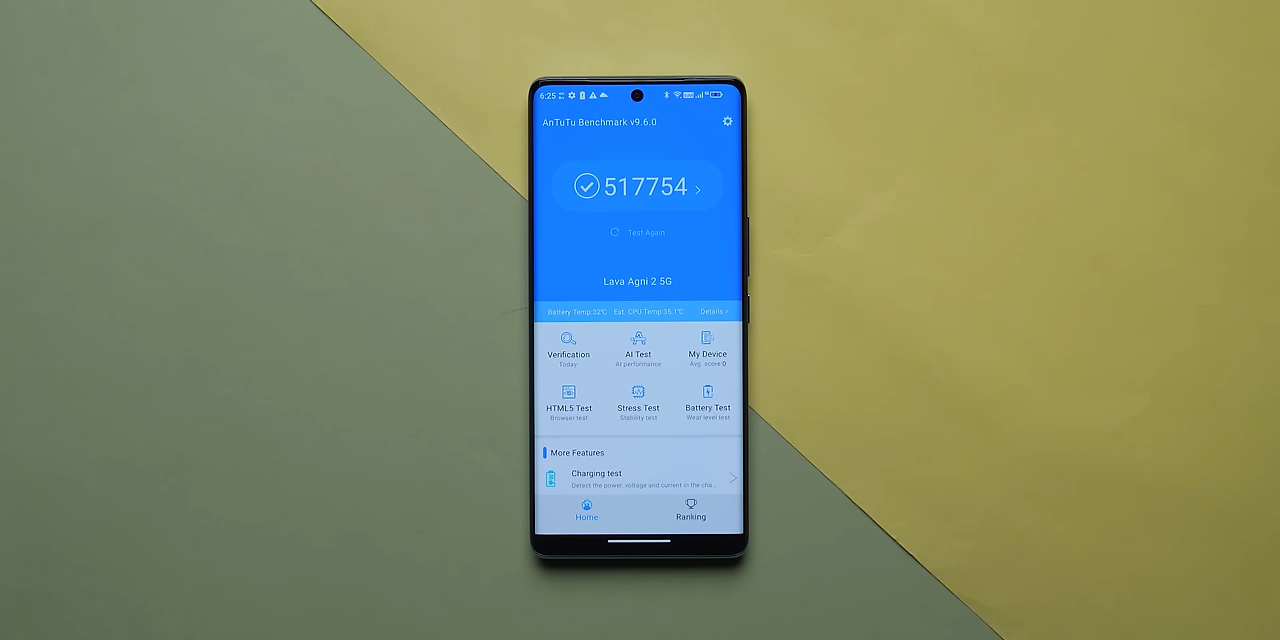 6:25
AnTuTu Benchmark v9.6.0
517754
Test Again
Lava Agni 2 5G
Battery Temp:32℃ Est. CPU Temp:35.1℃ Details >
Verification AI Test My Device
Today AI performance Avg. score:0
HTML5 Test Stress Test Battery Test
Browser test Stability test Wear level test
More Features
Charging test
Detect the power, voltage and current in the cha...
Home Ranking